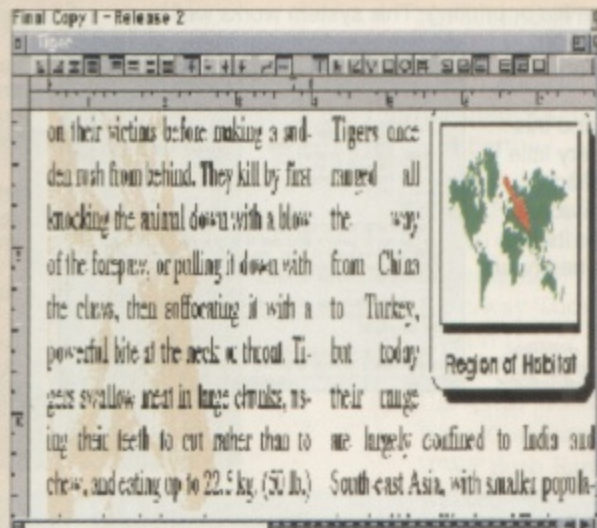 Final Copy II - Release 2
Tiger
on their victims before making a sud-
den rush from behind. They kill by first
knocking the animal down with a blow
of the forepaw, or pulling it down with
the claws, then suffocating it with a
powerful bite at the neck or throat. Ti-
gers swallow meat in large chunks, us-
ing their teeth to cut rather than to
chew, and eating up to 22.5 kg. (50 lb.)
Tigers once
ranged all
the way
from China
to Turkey,
but today
their range
are largely confined to India and
South-east Asia, with smaller popula-
Region of Habitat